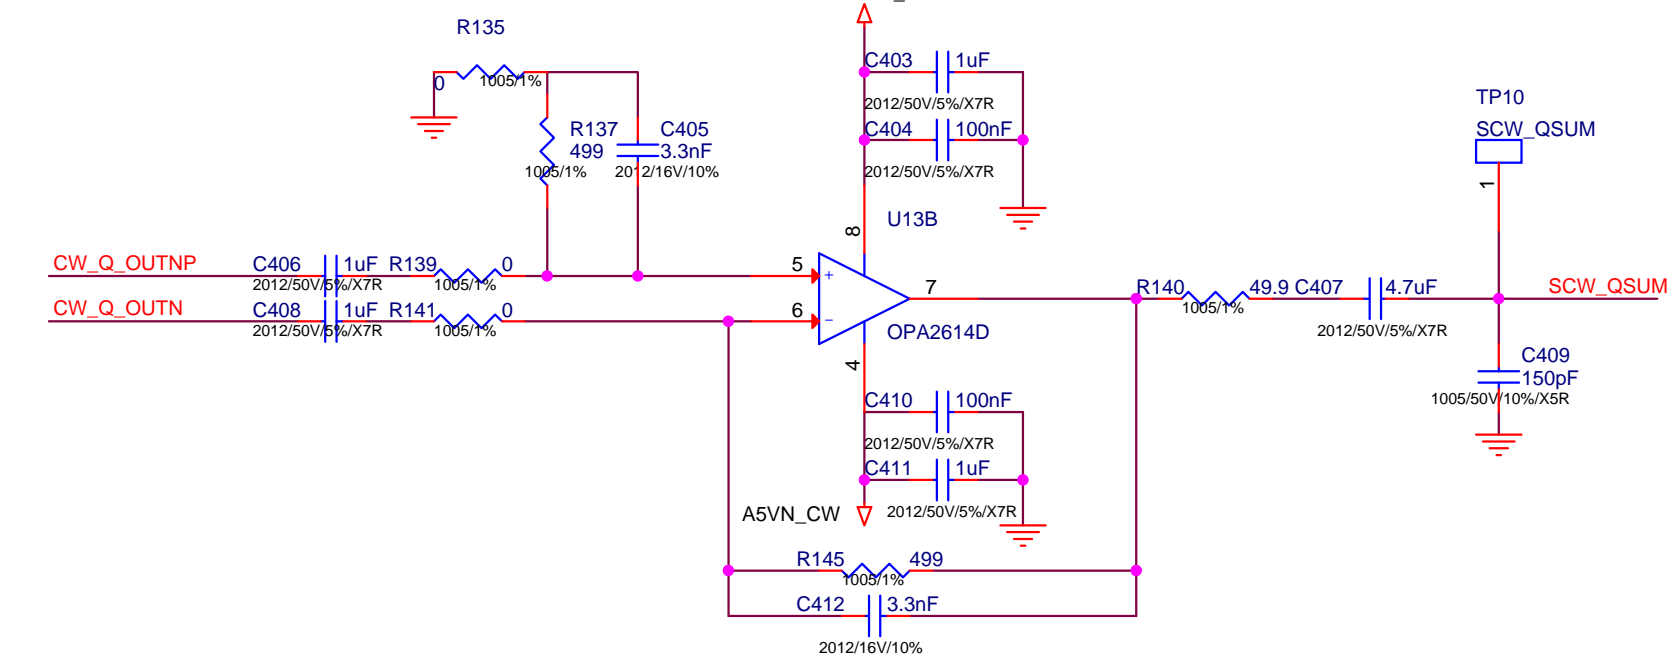 R135
0
1005/1%
R137
499
1005/1%
C405
3.3nF
2012/16V/10%
C403 1uF
2012/50V/5%/X7R
C404 100nF
2012/50V/5%/X7R
TP10
SCW_QSUM
1
U13B
8
CW_Q_OUTNP
C406 1uF R139 0
2012/50V/5%/X7R 1005/1%
5
+
CW_Q_OUTN
C408 1uF R141 0
2012/50V/5%/X7R 1005/1%
6
−
7
OPA2614D
4
R140 49.9 C407 4.7uF
1005/1% 2012/50V/5%/X7R
SCW_QSUM
C409
150pF
1005/50V/10%/X5R
C410 100nF
2012/50V/5%/X7R
C411 1uF
2012/50V/5%/X7R
A5VN_CW
R145 499
1005/1%
C412 3.3nF
2012/16V/10%